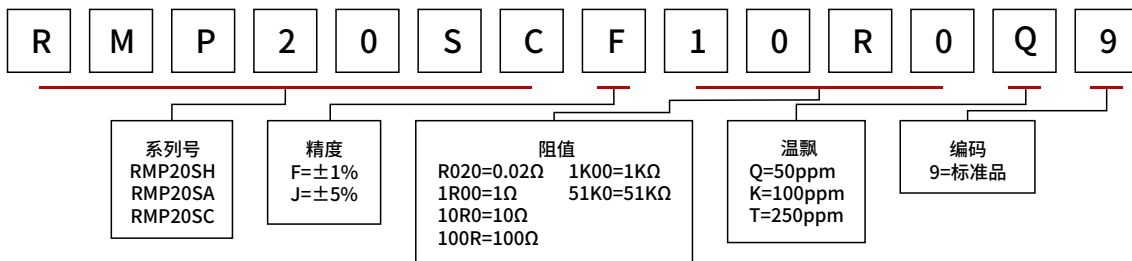 R M P 2 0 S C F 1 0 R 0 Q 9
系列号
RMP20SH
RMP20SA
RMP20SC
精度
F=±1%
J=±5%
阻值
R020=0.02Ω 1K00=1KΩ
1R00=1Ω 51K0=51KΩ
10R0=10Ω
100R=100Ω
温飘
Q=50ppm
K=100ppm
T=250ppm
编码
9=标准品